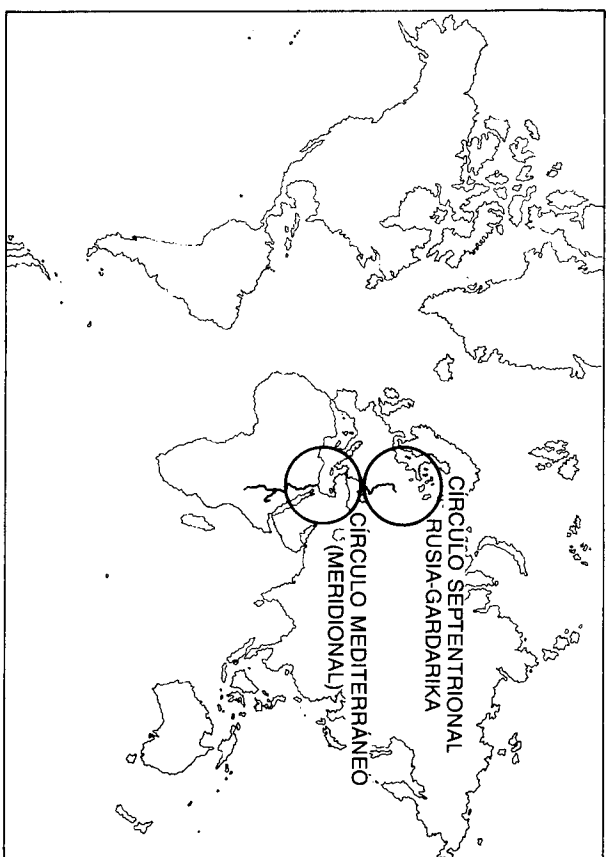 CÍRCULO SEPTENTRIONAL
RUSIA-GARDARIKA
CÍRCULO MEDITERRÁNEO
(MERIDIONAL)